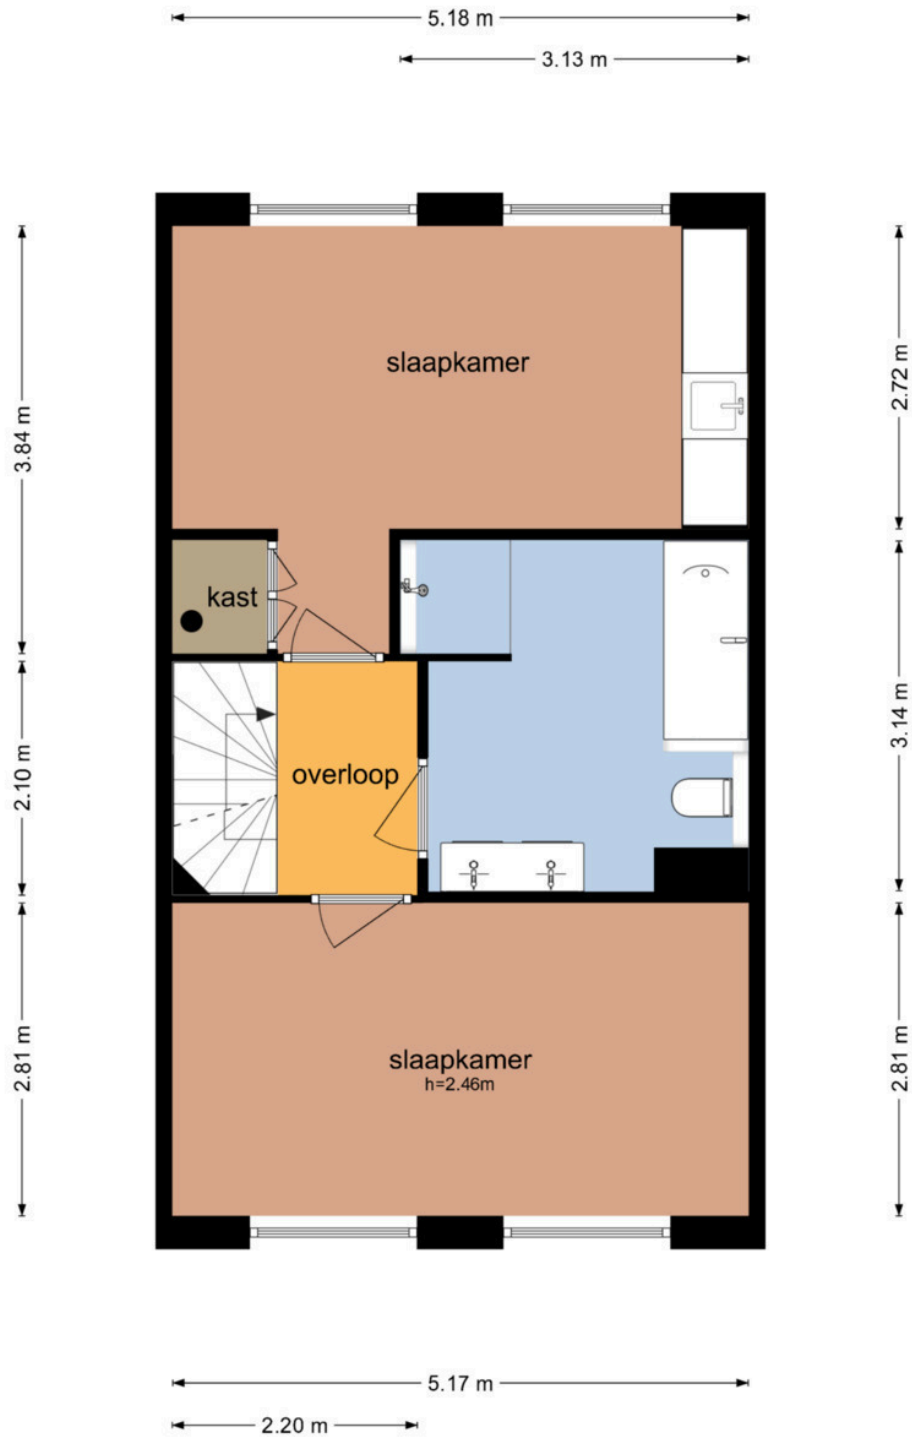 5.18 m
3.13 m
slaapkamer
2.72 m
3.84 m
kast
3.14 m
overloop
2.10 m
slaapkamer
h=2.46m
2.81 m
2.81 m
5.17 m
2.20 m